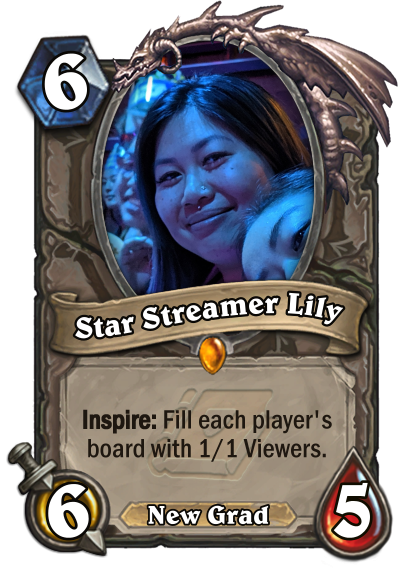 6
Star Streamer Lily
Inspire: Fill each player's
board with 1/1 Viewers.
6
New Grad
5